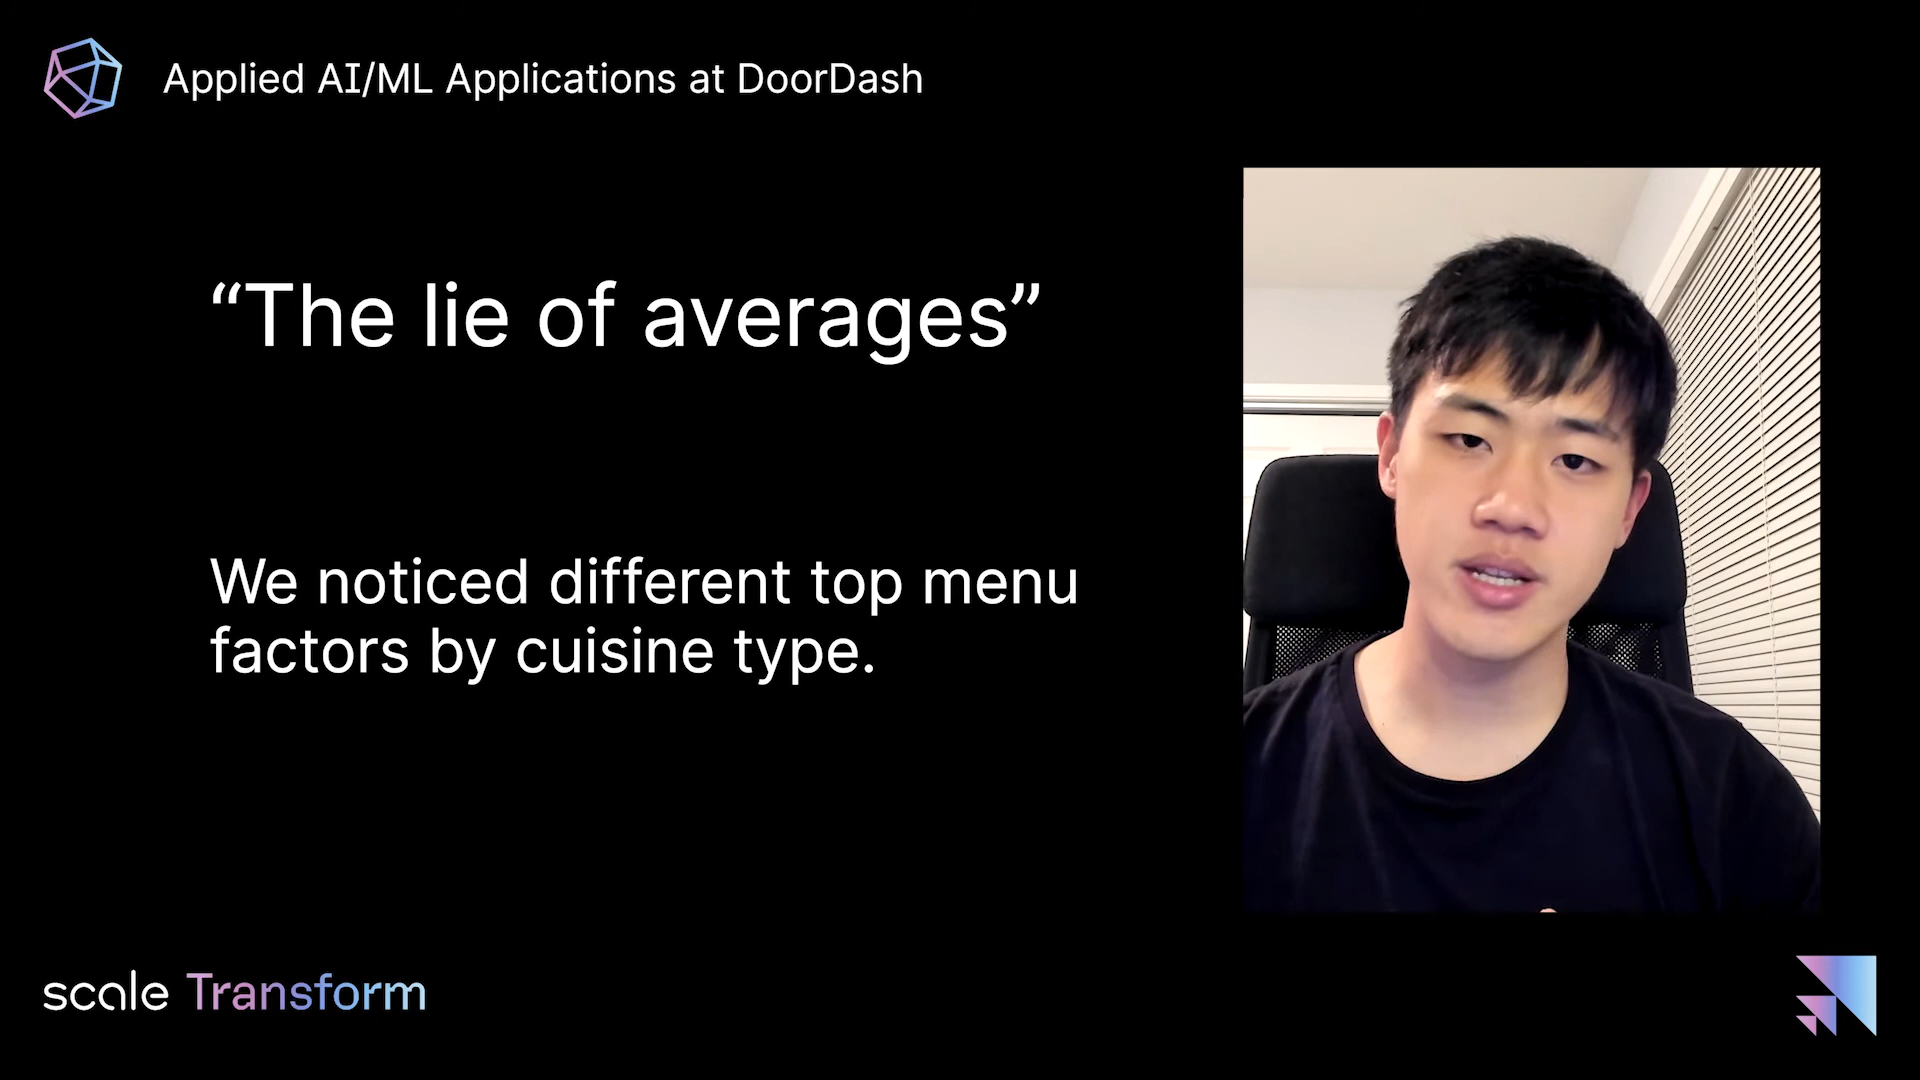 Applied AI/ML Applications at DoorDash
“The lie of averages”
We noticed different top menu
factors by cuisine type.
scale Transform